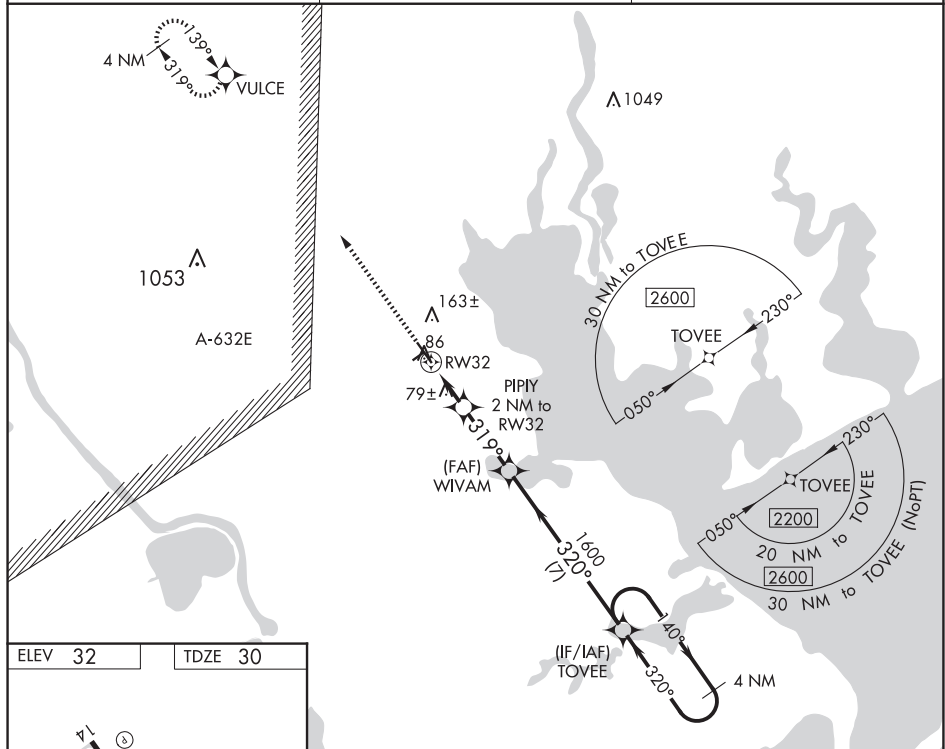 139°
4 NM
319°
VULCE
1049
1053
A-632E
163±
86
RW32
79±
PIPIY
2 NM to
RW32
319°
(FAF)
WIVAM
1600
320°
(7)
(IF/IAF)
TOVEE
140°
320°
4 NM
30 NM to TOVEE
2600
230°
TOVEE
050°
230°
TOVEE
050°
2200
20 NM to TOVEE
2600
30 NM to TOVEE (NoPT)
ELEV 32
TDZE 30
14